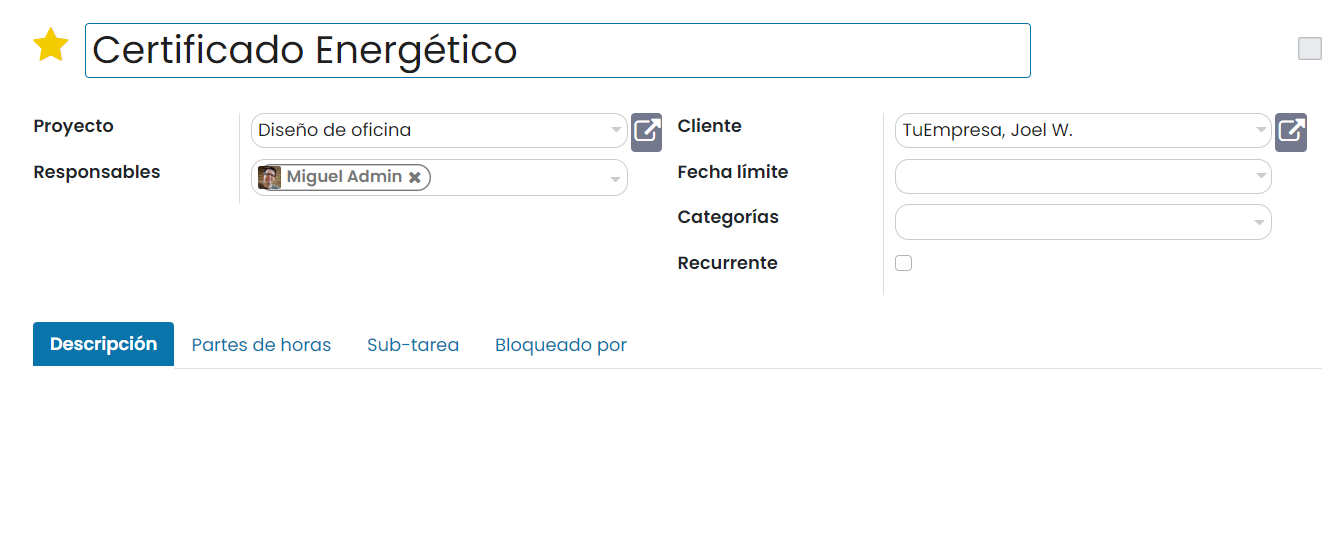 Certificado Energético
Proyecto
Diseño de oficina
Responsables
Miguel Admin
Cliente
TuEmpresa, Joel W.
Fecha límite
Categorías
Recurrente
Descripción Partes de horas Sub-tarea Bloqueado por